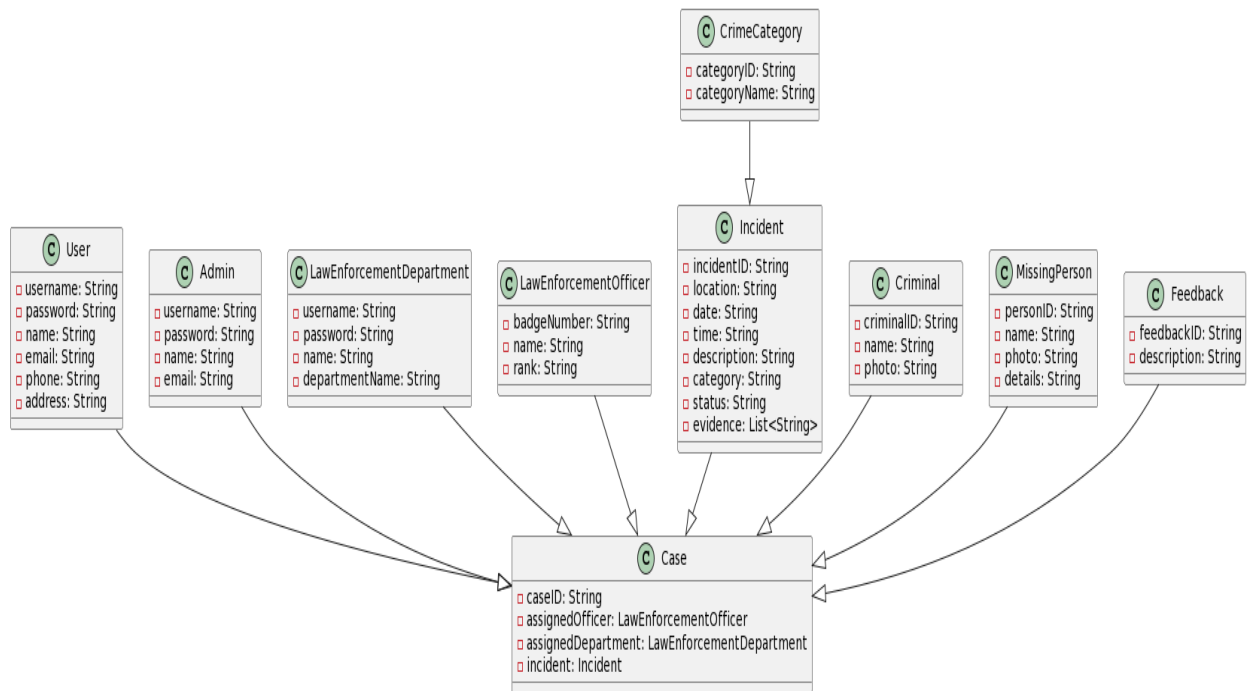 C CrimeCategory
categoryID: String
categoryName: String
C User
username: String
password: String
name: String
email: String
phone: String
address: String
C Admin
username: String
password: String
name: String
email: String
C LawEnforcementDepartment
username: String
password: String
name: String
departmentName: String
C LawEnforcementOfficer
badgeNumber: String
name: String
rank: String
C Incident
incidentID: String
location: String
date: String
time: String
description: String
category: String
status: String
evidence: List<String>
C Criminal
criminalID: String
name: String
photo: String
C MissingPerson
personID: String
name: String
photo: String
details: String
C Feedback
feedbackID: String
description: String
C Case
caseID: String
assignedOfficer: LawEnforcementOfficer
assignedDepartment: LawEnforcementDepartment
incident: Incident